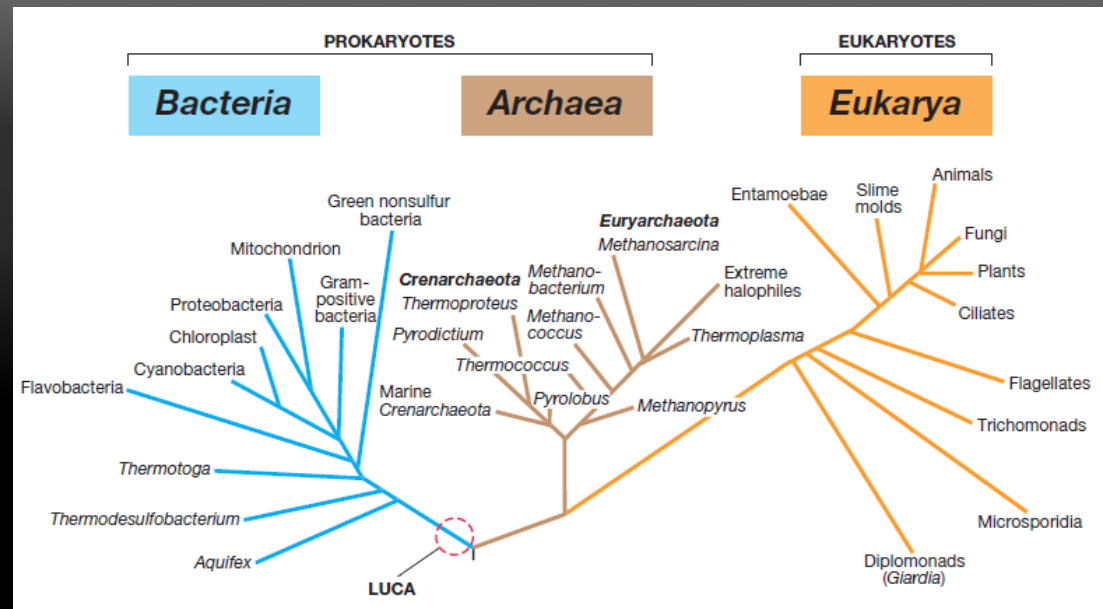 PROKARYOTES
EUKARYOTES
Bacteria
Archaea
Eukarya
Green nonsulfur
bacteria
Mitochondrion
Gram-
positive
bacteria
Proteobacteria
Chloroplast
Cyanobacteria
Flavobacteria
Thermotoga
Thermodesulfobacterium
Aquifex
LUCA
Crenarchaeota
Thermoproteus
Pyrodictium
Marine
Crenarchaeota
Euryarchaeota
Methanosarcina
Methano-
bacterium
Methano-
coccus
Thermococcus
Pyrolobus
Extreme
halophiles
Thermoplasma
Methanopyrus
Entamoebae
Slime
molds
Animals
Fungi
Plants
Ciliates
Flagellates
Trichomonads
Microsporidia
Diplomonads
(Giardia)